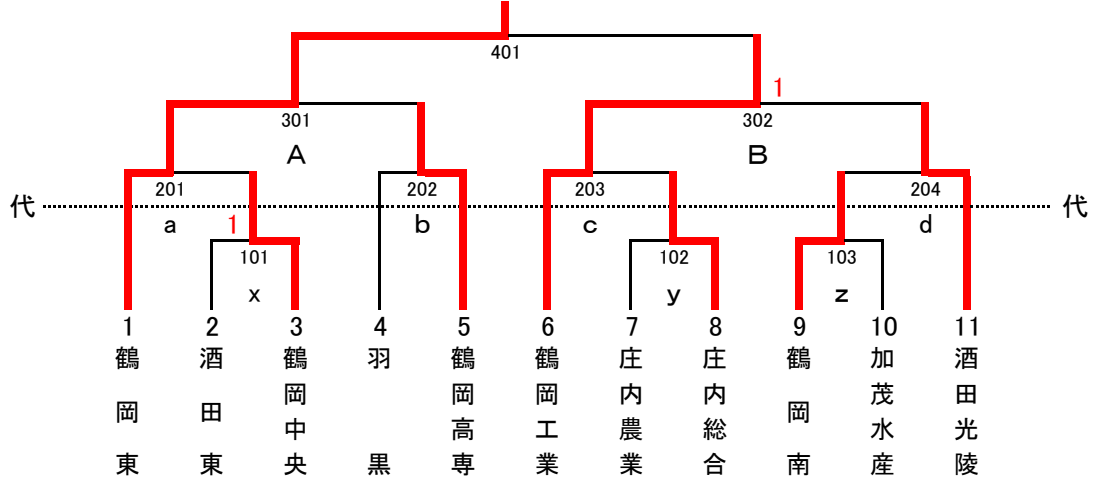 401
1
301
302
A
B
201
202
203
204
代
代
a
1
b
c
d
101
102
103
x
y
z
1
2
3
4
5
6
7
8
9
10
11
鶴岡東
酒田東
鶴岡中央
羽黒
鶴岡高専
鶴岡工業
庄内農業
庄内総合
鶴岡南
加茂水産
酒田光陵